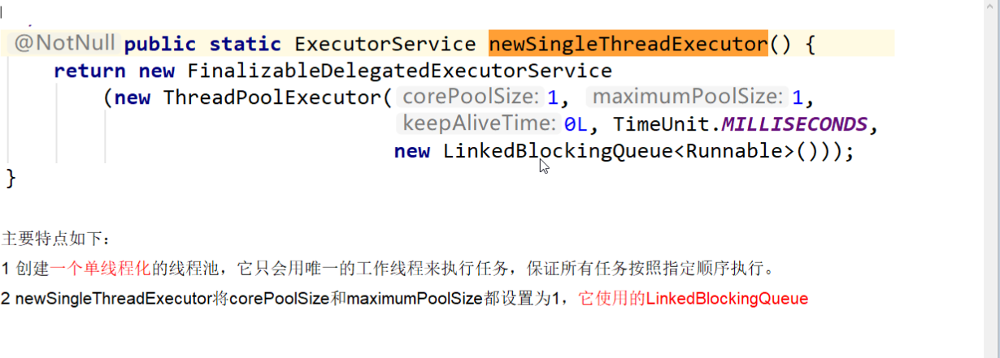 @NotNull public static ExecutorService newSingleThreadExecutor() {
return new FinalizableDelegatedExecutorService
(new ThreadPoolExecutor( corePoolSize: 1, maximumPoolSize: 1,
keepAliveTime: 0L, TimeUnit.MILLISECONDS,
new LinkedBlockingQueue<Runnable>()));
}
主要特点如下：
1 创建一个单线程化的线程池，它只会用唯一的工作线程来执行任务，保证所有任务按照指定顺序执行。
2 newSingleThreadExecutor将corePoolSize和maximumPoolSize都设置为1，它使用的LinkedBlockingQueue